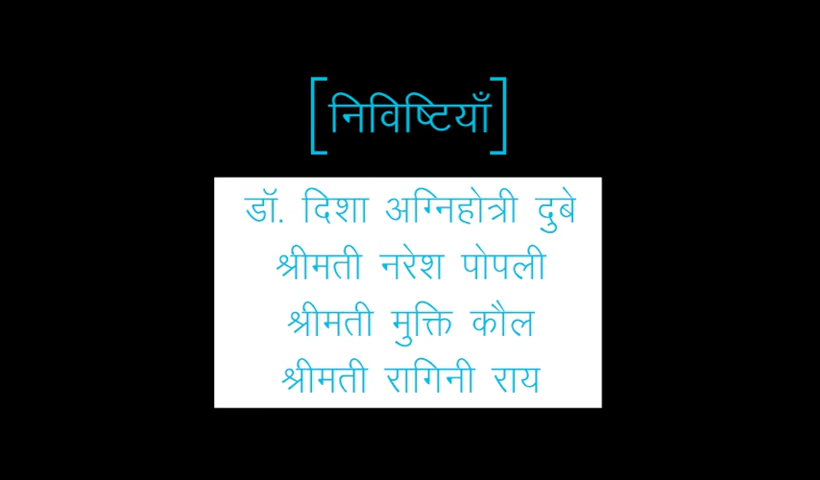 [निविष्टियाँ]
डॉ. दिशा अग्निहोत्री दुबे
श्रीमती नरेश पोपली
श्रीमती मुक्ति कौल
श्रीमती रागिनी राय